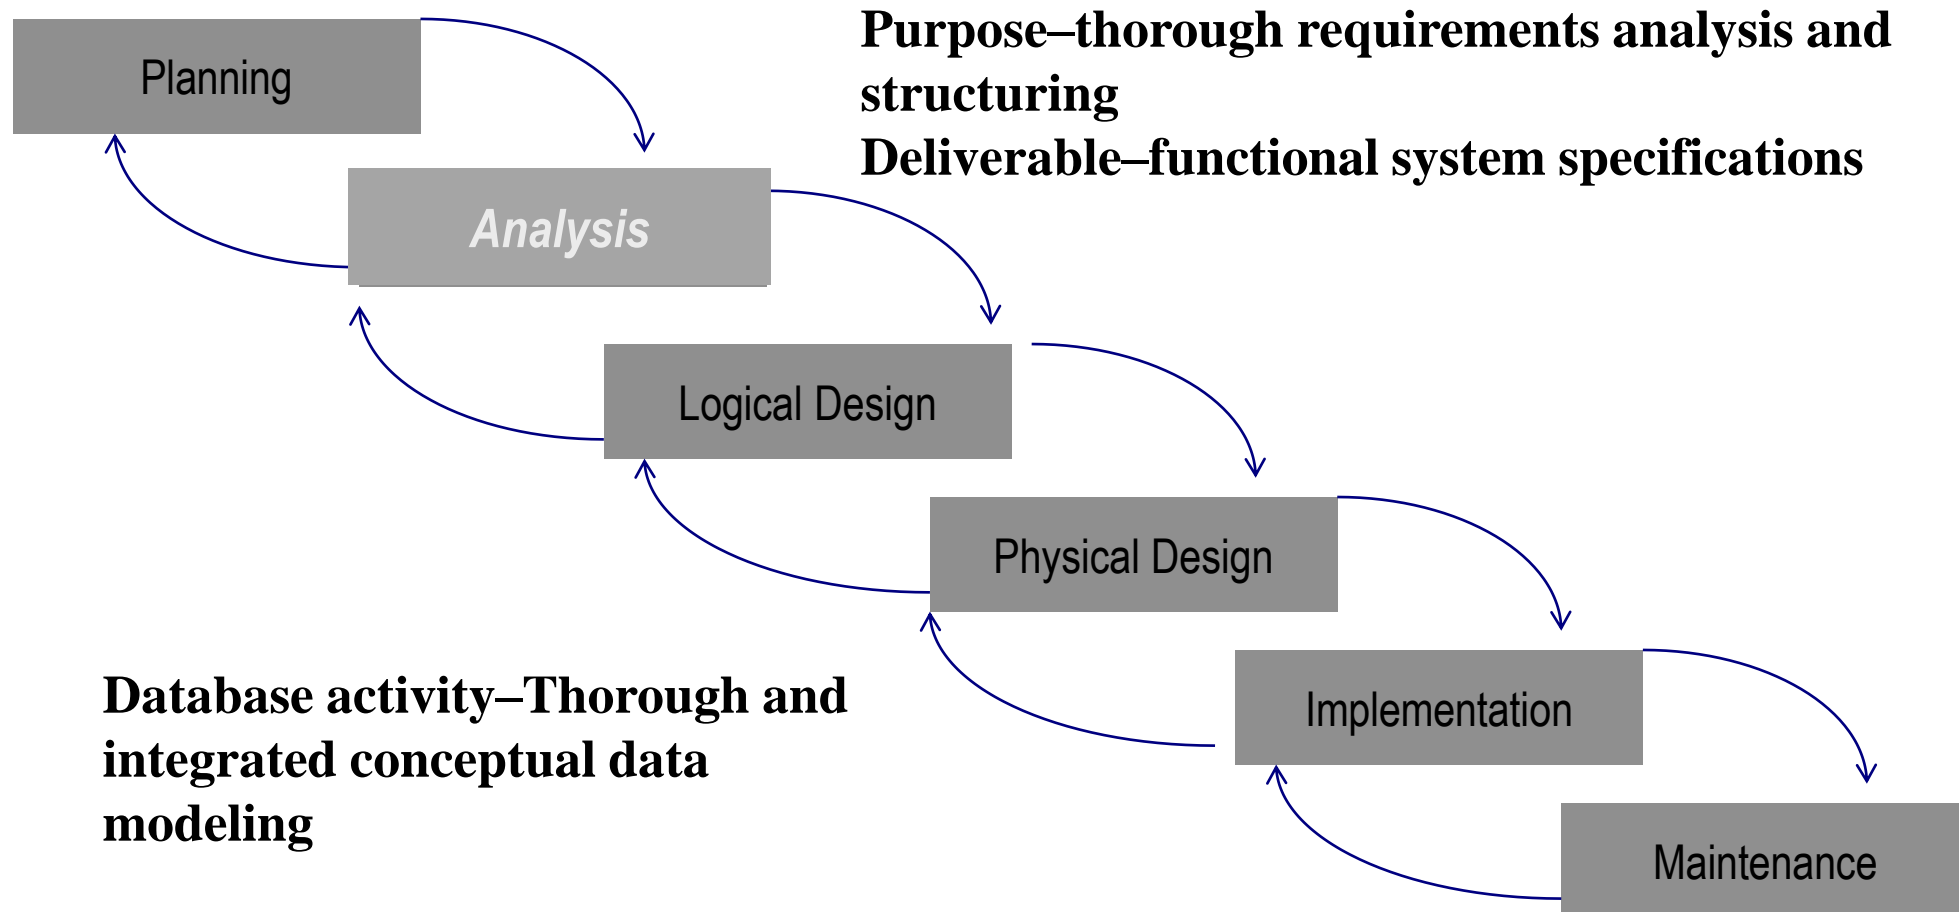 Purpose–thorough requirements analysis and
structuring
Deliverable–functional system specifications
Planning
Analysis
Logical Design
Physical Design
Implementation
Maintenance
Database activity–Thorough and
integrated conceptual data
modeling